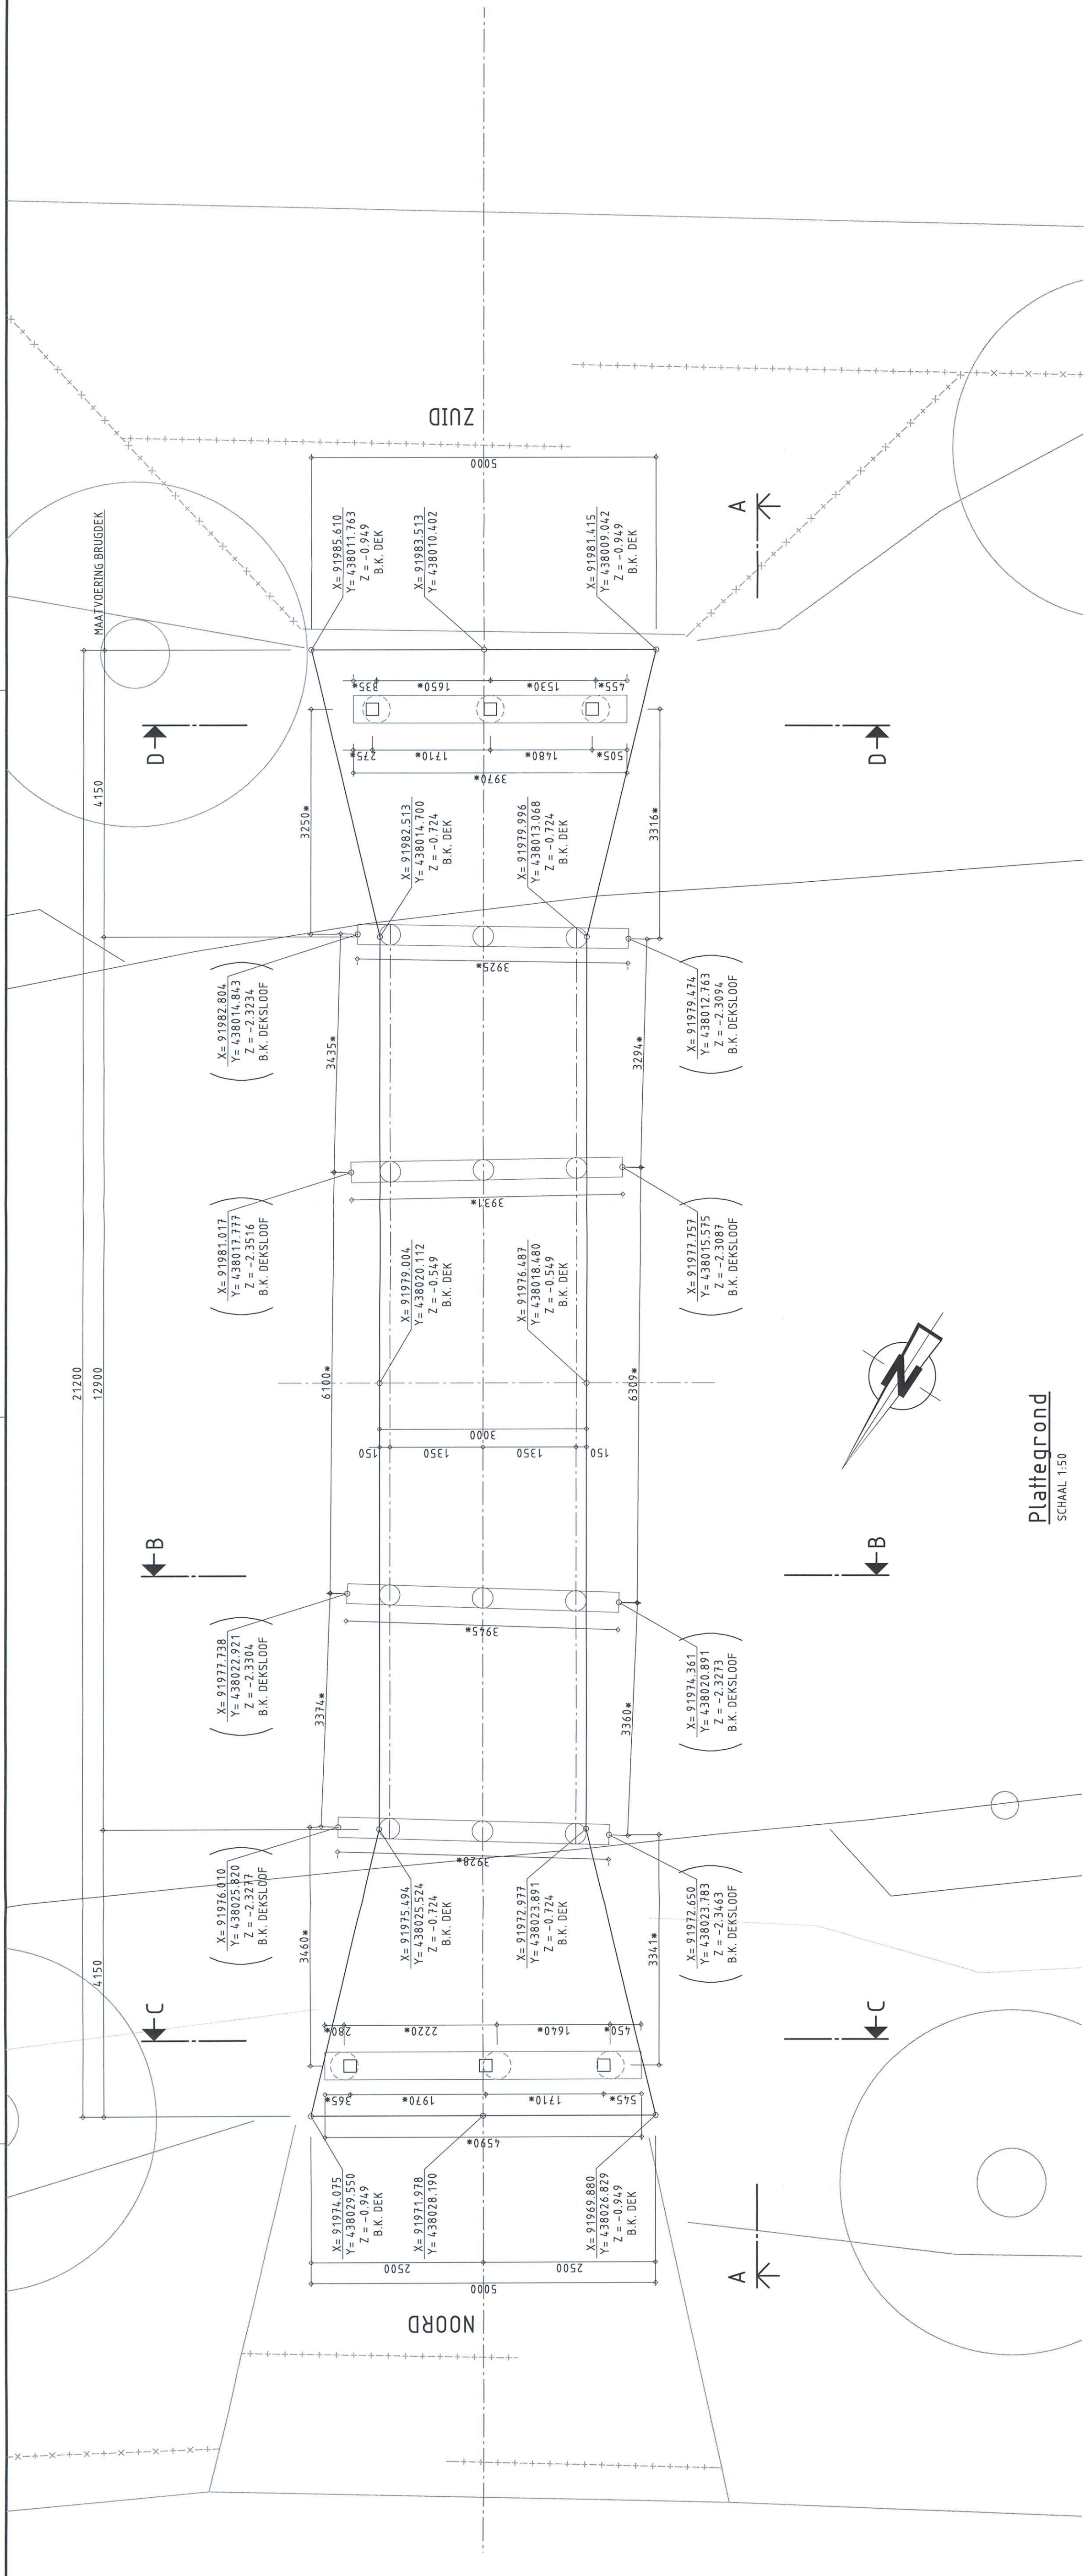 NOORD
ZUID
MAATVOERING BRUGDEK
21200
4150
12900
4150
C
B
D
X= 91976.010
Y= 438025.820
Z = -2.3277
B.K. DEKSLOOF
X= 91977.738
Y= 438022.921
Z = -2.3304
B.K. DEKSLOOF
X= 91981.017
Y= 438017.777
Z = -2.3516
B.K. DEKSLOOF
X= 91982.804
Y= 438014.843
Z = -2.3234
B.K. DEKSLOOF
3460*
3374*
6100*
3435*
3250*
X= 91974.075
Y= 438029.550
Z = -0.949
B.K. DEK
X= 91975.494
Y= 438025.524
Z = -0.724
B.K. DEK
X= 91979.004
Y= 438020.112
Z = -0.549
B.K. DEK
X= 91982.513
Y= 438014.700
Z = -0.724
B.K. DEK
X= 91985.610
Y= 438011.763
Z = -0.949
B.K. DEK
X= 91971.978
Y= 438028.190
X= 91983.513
Y= 438010.402
X= 91969.880
Y= 438026.829
Z = -0.949
B.K. DEK
X= 91972.977
Y= 438023.891
Z = -0.724
B.K. DEK
X= 91976.487
Y= 438018.480
Z = -0.549
B.K. DEK
X= 91979.996
Y= 438013.068
Z = -0.724
B.K. DEK
X= 91981.415
Y= 438009.042
Z = -0.949
B.K. DEK
5000
2500
2500
4590*
365*
1970*
1710*
545*
280*
2220*
1640*
450*
3928*
3945*
150
1350
1350
150
3000
3931*
3925*
3970*
275*
1710*
1480*
505*
335*
1650*
1530*
455*
5000
3341*
3360*
6309*
3294*
3316*
X= 91972.650
Y= 438023.783
Z = -2.3463
B.K. DEKSLOOF
X= 91974.361
Y= 438020.891
Z = -2.3273
B.K. DEKSLOOF
X= 91977.757
Y= 438015.575
Z = -2.3087
B.K. DEKSLOOF
X= 91979.474
Y= 438012.763
Z = -2.3094
B.K. DEKSLOOF
A
A
C
B
D
N
Plattegrond
SCHAAL 1:50